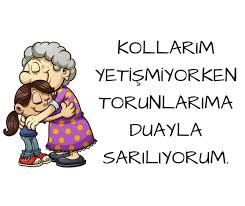 KOLLARIM
YETİŞMİYORKEN
TORUNLARIMA
DUAYLA
SARILIYORUM.